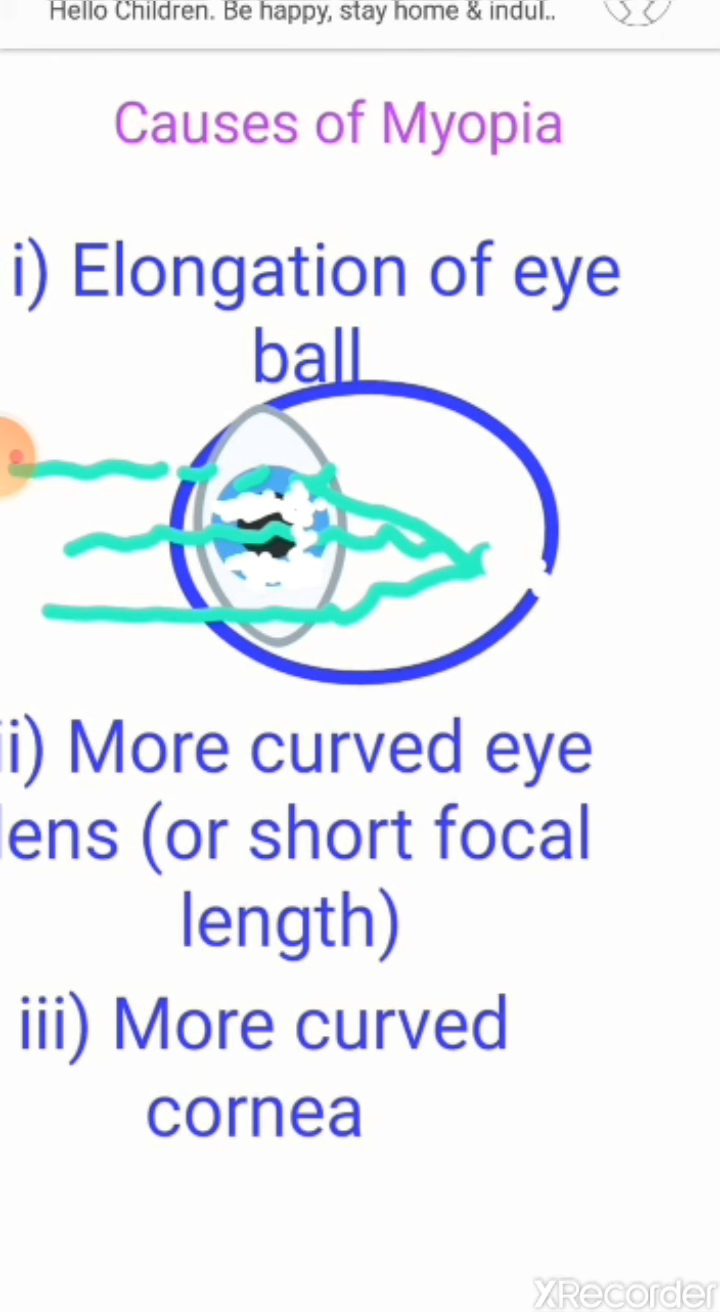 Hello Children. Be happy, stay home & indul..
Causes of Myopia
i) Elongation of eye
ball
ii) More curved eye
lens (or short focal
length)
iii) More curved
cornea
XRecorder